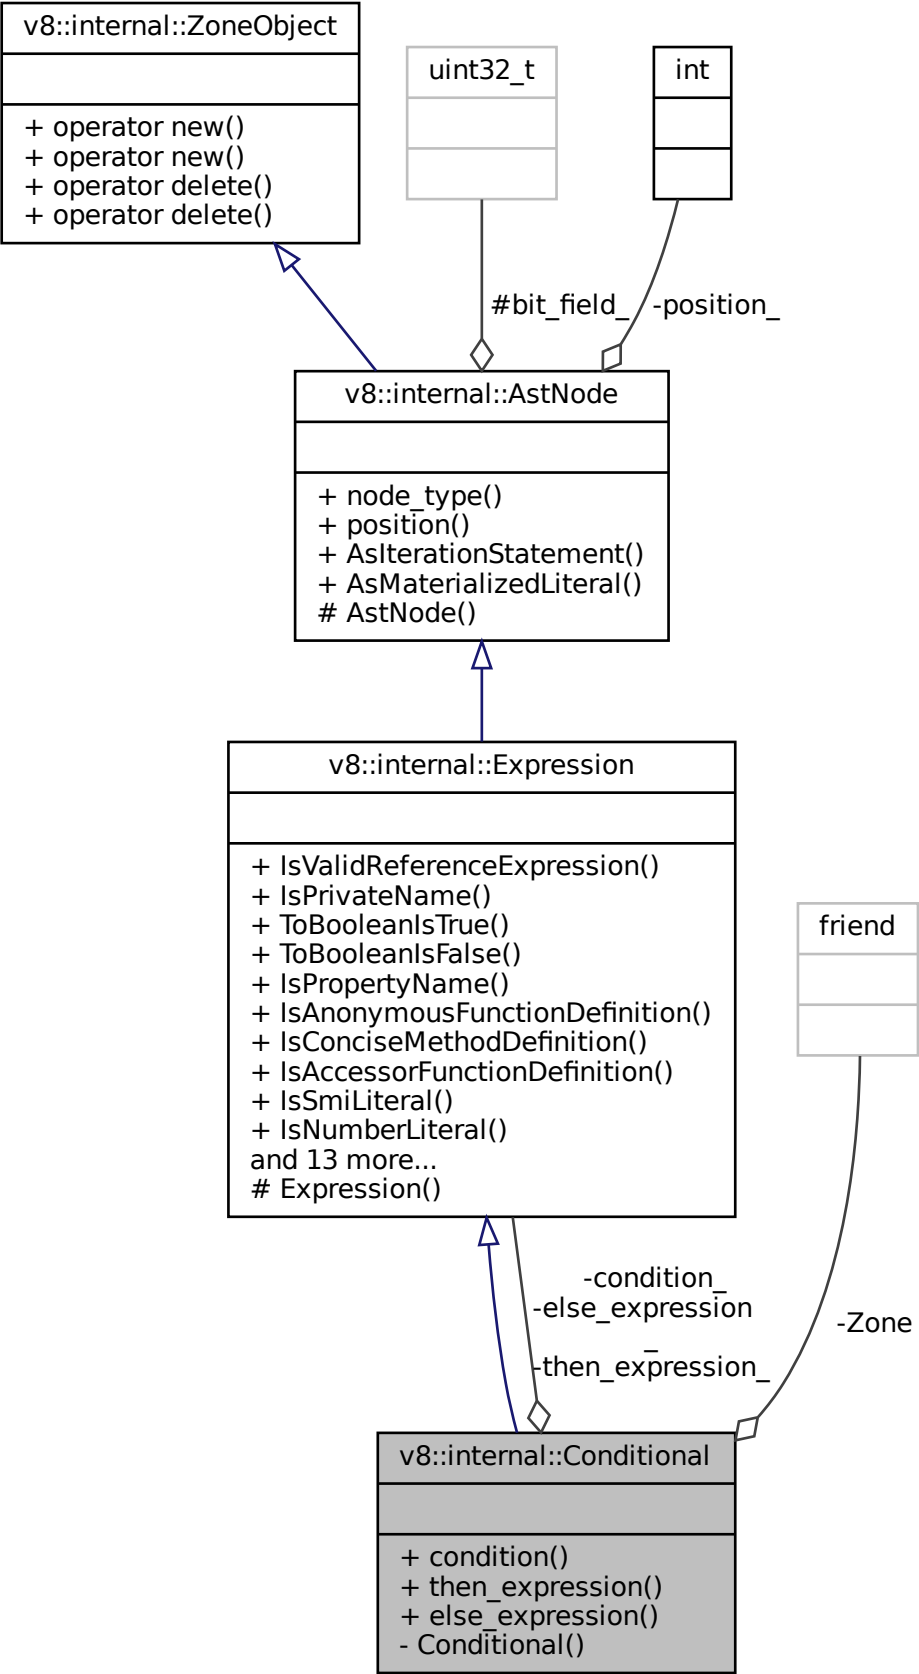 v8::internal::ZoneObject
+ operator new()
+ operator new()
+ operator delete()
+ operator delete()
uint32_t
int
#bit_field_
-position_
v8::internal::AstNode
+ node_type()
+ position()
+ AsIterationStatement()
+ AsMaterializedLiteral()
# AstNode()
v8::internal::Expression
+ IsValidReferenceExpression()
+ IsPrivateName()
+ ToBooleanIsTrue()
+ ToBooleanIsFalse()
+ IsPropertyName()
+ IsAnonymousFunctionDefinition()
+ IsConciseMethodDefinition()
+ IsAccessorFunctionDefinition()
+ IsSmiLiteral()
+ IsNumberLiteral()
and 13 more...
# Expression()
friend
-condition_
-else_expression
_
-then_expression_
-Zone
v8::internal::Conditional
+ condition()
+ then_expression()
+ else_expression()
- Conditional()